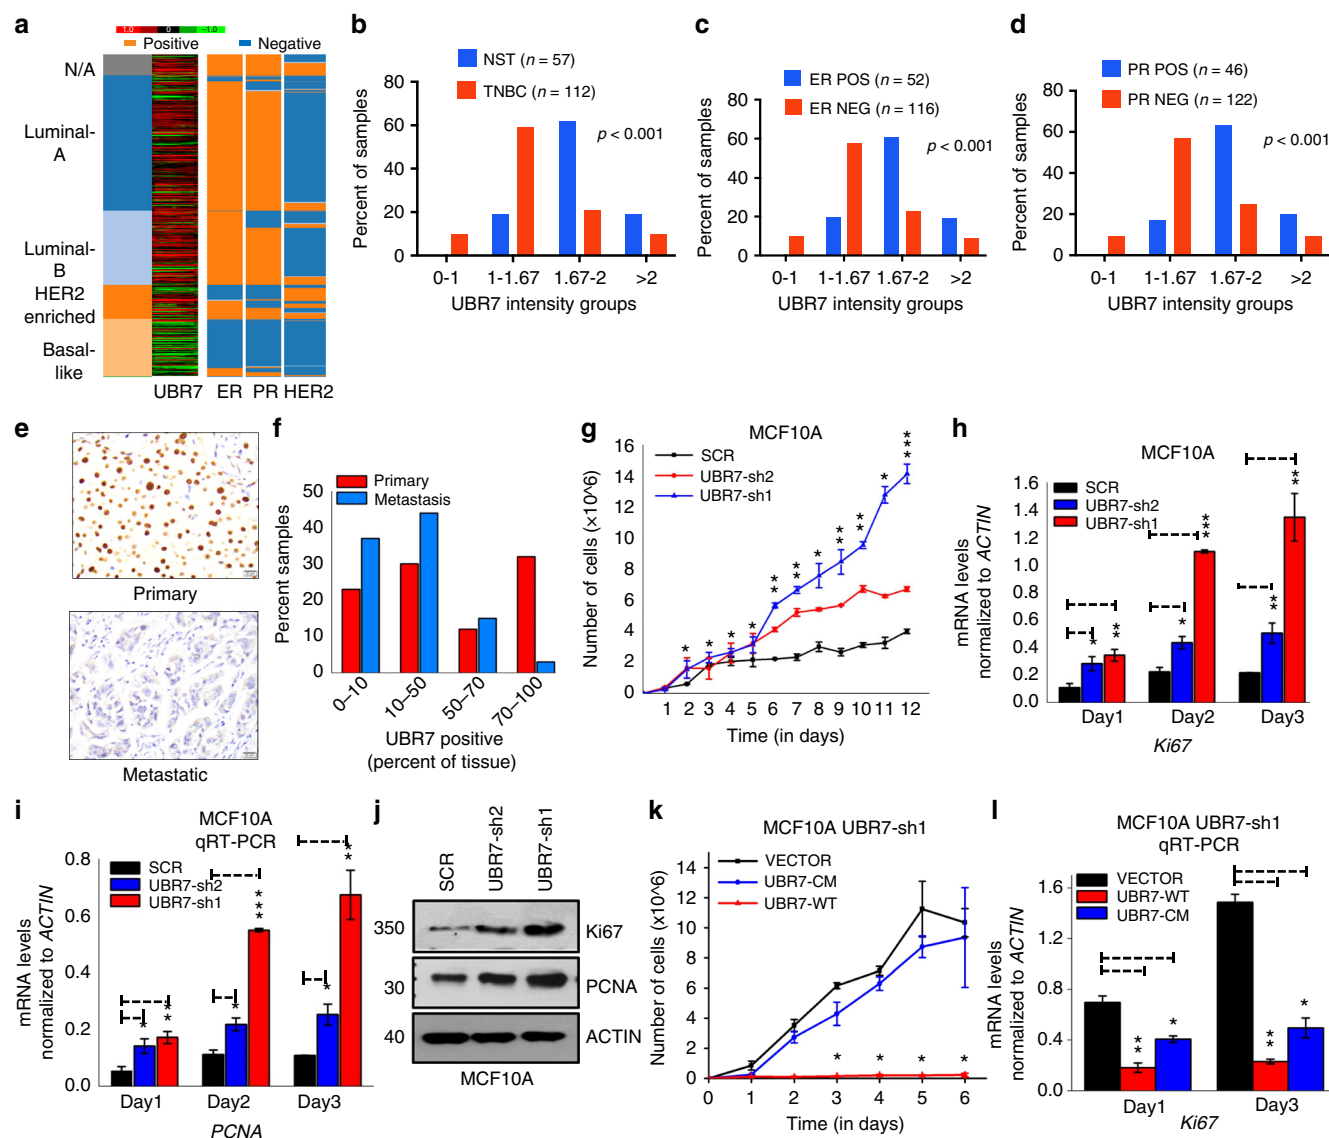 a
1.0 0 −1.0
Positive Negative
N/A
Luminal-
A
Luminal-
B
HER2
enriched
Basal-
like
UBR7 ER PR HER2
b
NST (n = 57)
TNBC (n = 112)
p < 0.001
Percent of samples
80
60
40
20
0
0-1 1-1.67 1.67-2 >2
UBR7 intensity groups
c
ER POS (n = 52)
ER NEG (n = 116)
p < 0.001
Percent of samples
80
60
40
20
0
0-1 1-1.67 1.67-2 >2
UBR7 intensity groups
d
PR POS (n = 46)
PR NEG (n = 122)
p < 0.001
Percent of samples
80
60
40
20
0
0-1 1-1.67 1.67-2 >2
UBR7 intensity groups
e
Primary
Metastatic
f
Primary
Metastasis
Percent samples
50
40
30
20
10
0
0–10 10–50 50–70 70–100
UBR7 positive
(percent of tissue)
g
MCF10A
SCR
UBR7-sh2
UBR7-sh1
Number of cells (×10^6)
16
14
12
10
8
6
4
2
0
* * * * ** ** * ** ** * ***
1 2 3 4 5 6 7 8 9 10 11 12
Time (in days)
h
MCF10A
SCR
UBR7-sh2
UBR7-sh1
mRNA levels
normalized to ACTIN
1.6
1.4
1.2
1.0
0.8
0.6
0.4
0.2
0.0
* ** * *** ** **
Day1 Day2 Day3
Ki67
i
MCF10A
qRT-PCR
SCR
UBR7-sh2
UBR7-sh1
mRNA levels
normalized to ACTIN
0.8
0.6
0.4
0.2
0.0
* ** * *** * **
Day1 Day2 Day3
PCNA
j
SCR UBR7-sh2 UBR7-sh1
350 Ki67
30 PCNA
40 ACTIN
MCF10A
k
MCF10A UBR7-sh1
VECTOR
UBR7-CM
UBR7-WT
Number of cells (×10^6)
14
12
10
8
6
4
2
0
* * * *
0 1 2 3 4 5 6
Time (in days)
l
MCF10A UBR7-sh1
qRT-PCR
VECTOR
UBR7-WT
UBR7-CM
mRNA levels
normalized to ACTIN
1.6
1.2
0.8
0.4
0.0
** * ** *
Day1 Day3
Ki67